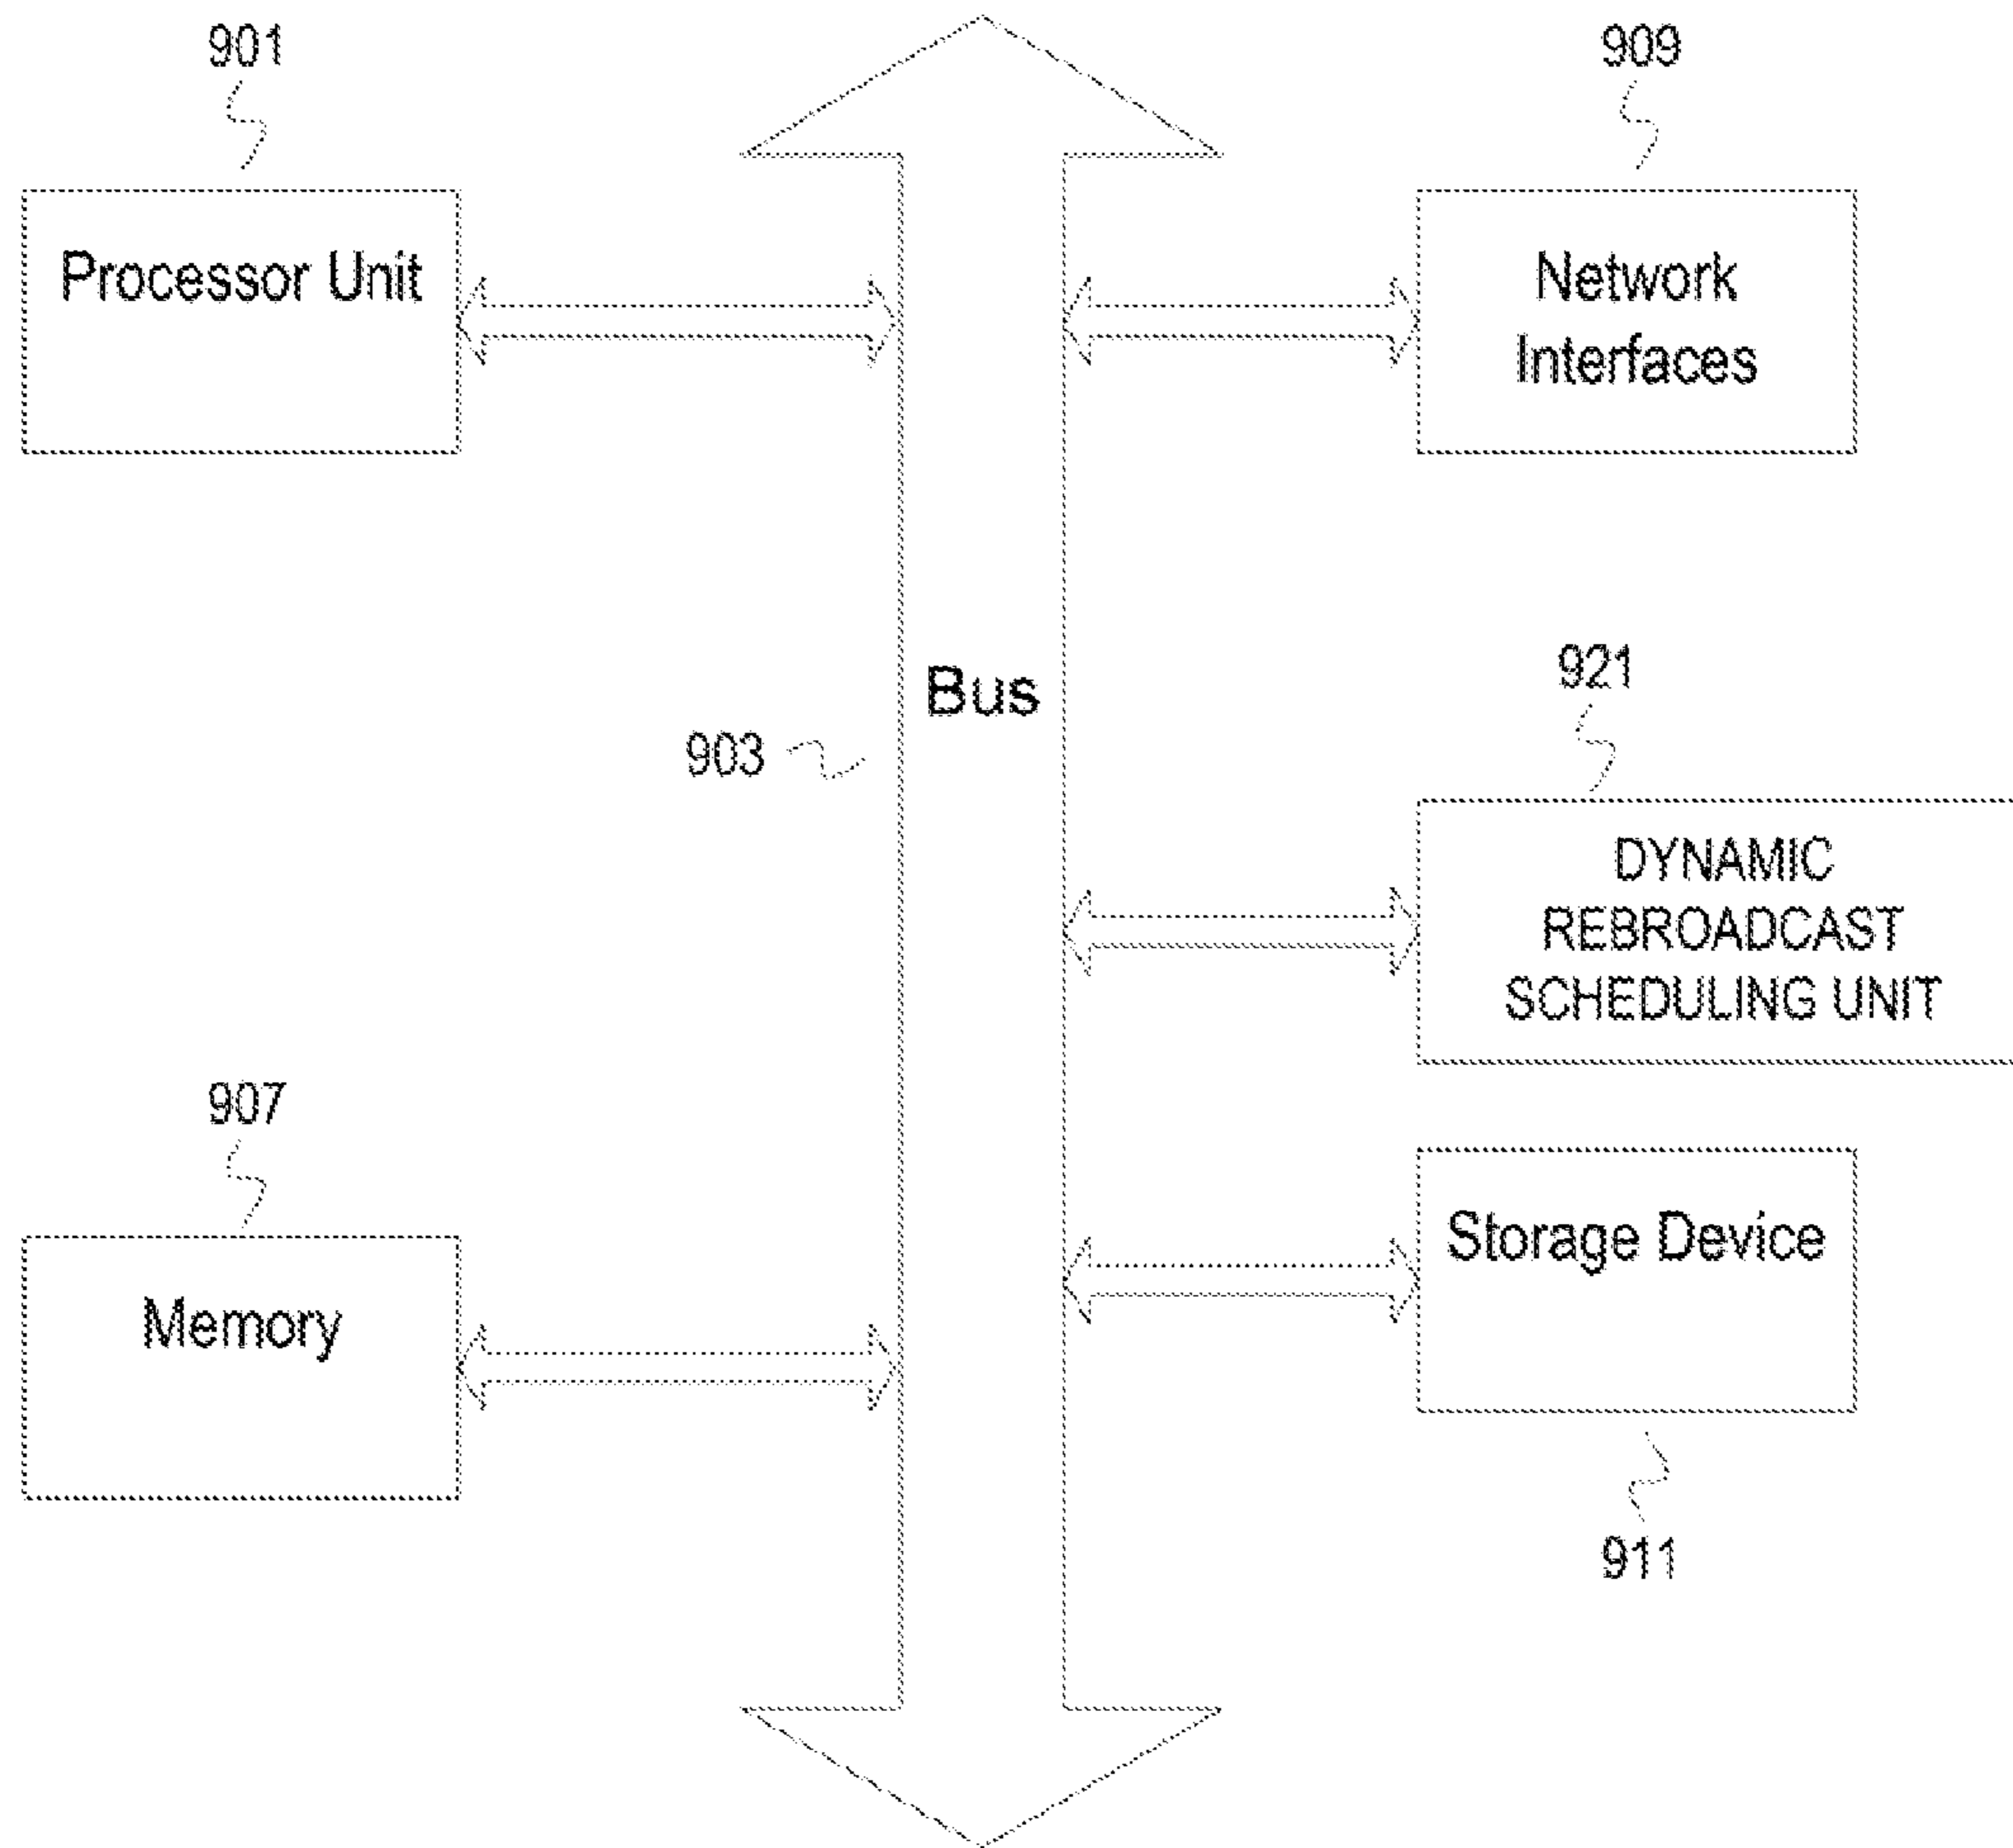 901
909
Processor Unit
Network
Interfaces
921
Bus
903
DYNAMIC
REBROADCAST
SCHEDULING UNIT
907
Storage Device
Memory
911